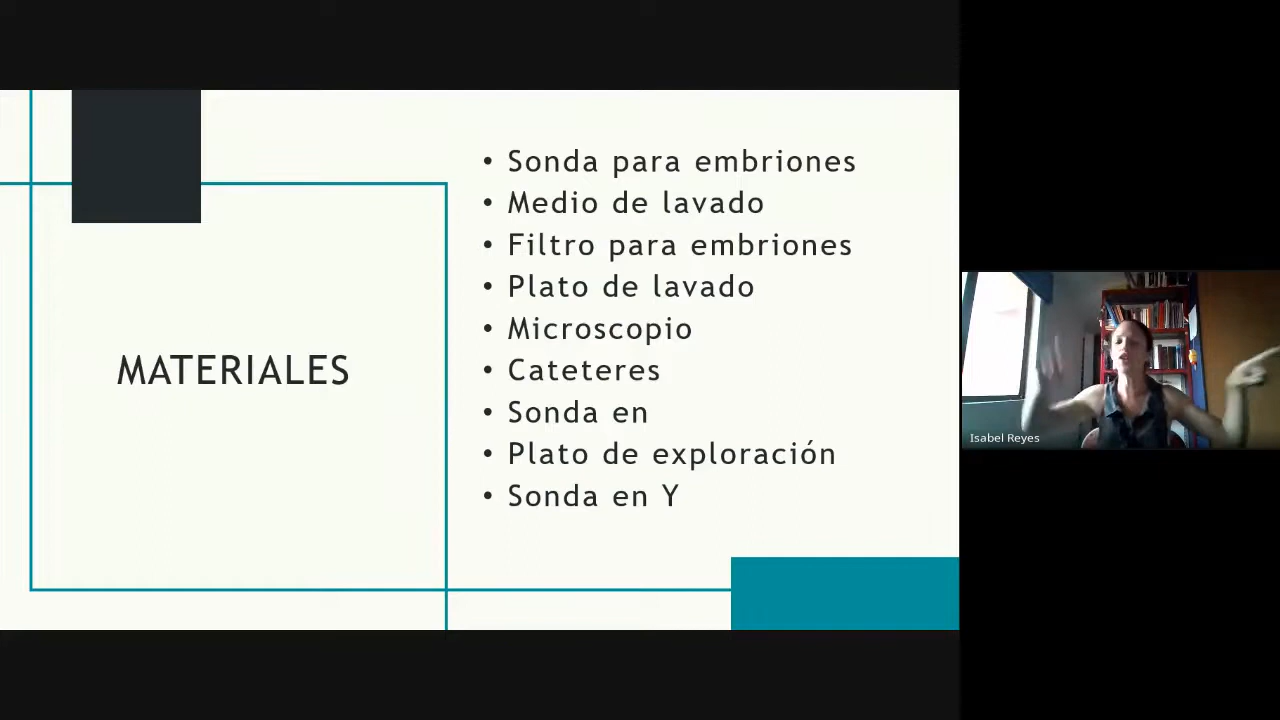 MATERIALES
Sonda para embriones
Medio de lavado
Filtro para embriones
Plato de lavado
Microscopio
Cateteres
Sonda en
Plato de exploración
Sonda en Y
Isabel Reyes